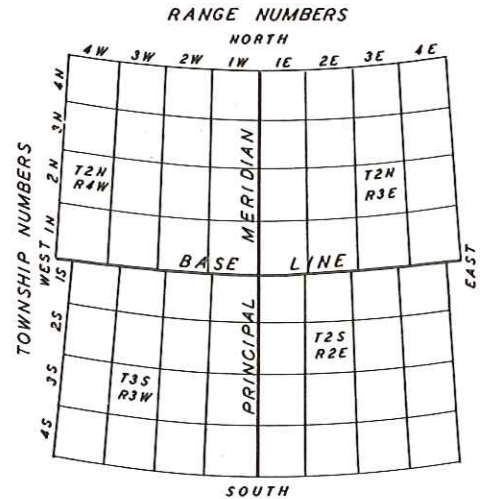 RANGE NUMBERS
NORTH
4W 3W 2W 1W 1E 2E 3E 4E
TOWNSHIP NUMBERS
4N
3N
2N
1N
WEST
1S
2S
3S
4S
T2N
R4W
T2N
R3E
MERIDIAN
BASE LINE
EAST
PRINCIPAL
T2S
R2E
T3S
R3W
SOUTH